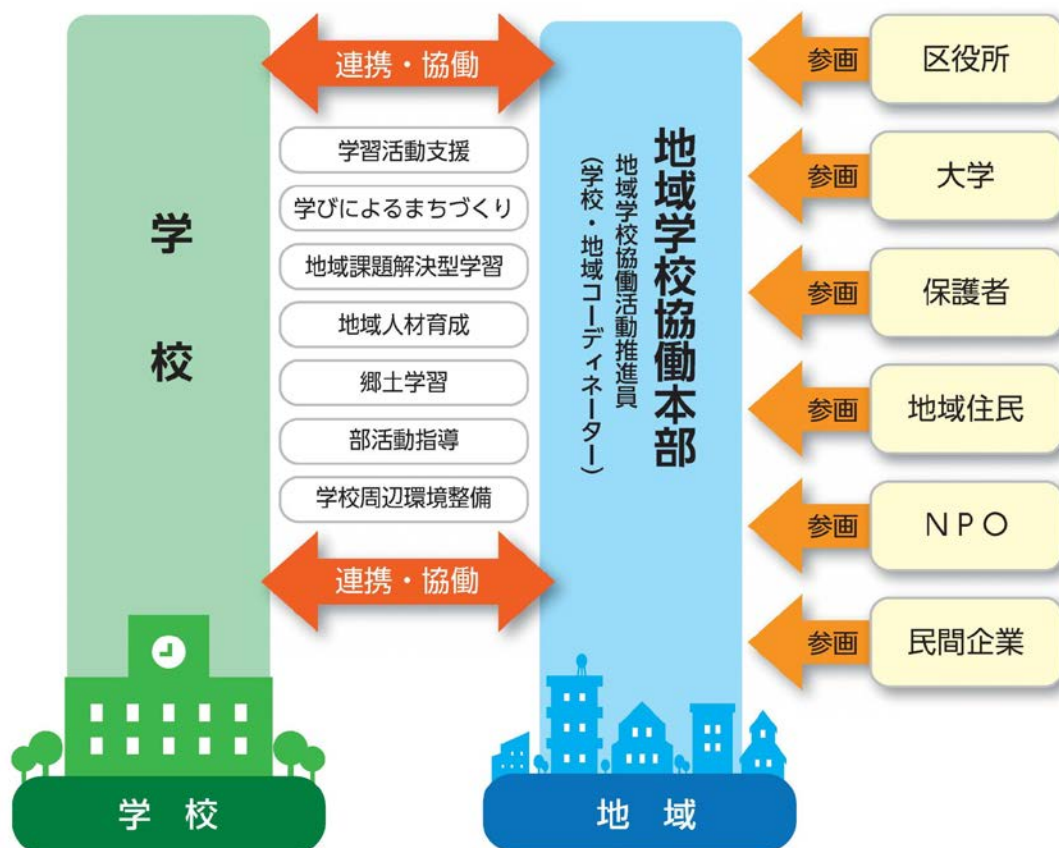 学校
連携・協働
学習活動支援
学びによるまちづくり
地域課題解決型学習
地域人材育成
郷土学習
部活動指導
学校周辺環境整備
連携・協働
地域学校協働本部
地域学校協働活動推進員
(学校・地域コーディネーター)
参画
区役所
参画
大学
参画
保護者
参画
地域住民
参画
NPO
参画
民間企業
学校
地域